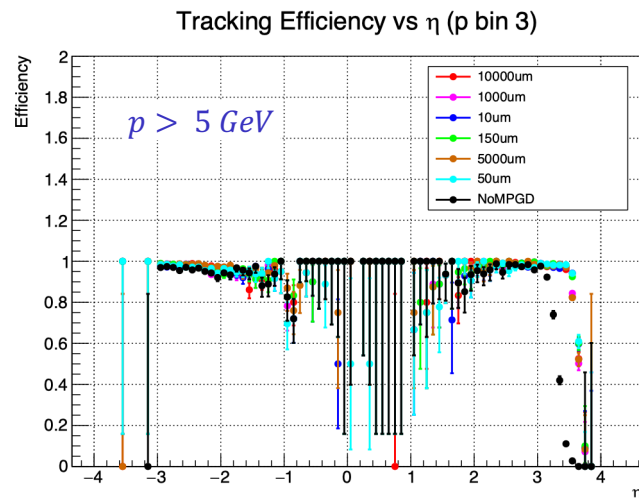 Tracking Efficiency vs η (p bin 3)
Efficiency
2
1.8
1.6
1.4
1.2
1
0.8
0.6
0.4
0.2
0
p > 5 GeV
10000um
1000um
10um
150um
5000um
50um
NoMPGD
−4 −3 −2 −1 0 1 2 3 4
η